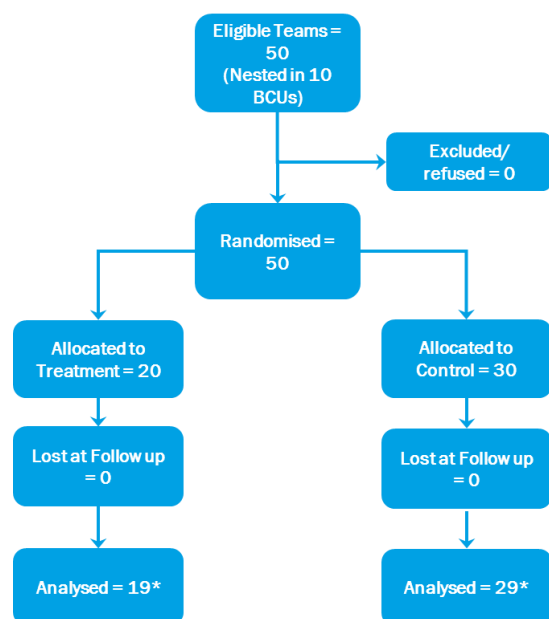 Eligible Teams =
50
(Nested in 10
BCUs)
Excluded/
refused = 0
Randomised =
50
Allocated to
Treatment = 20
Allocated to
Control = 30
Lost at Follow up
= 0
Lost at Follow up
= 0
Analysed = 19*
Analysed = 29*